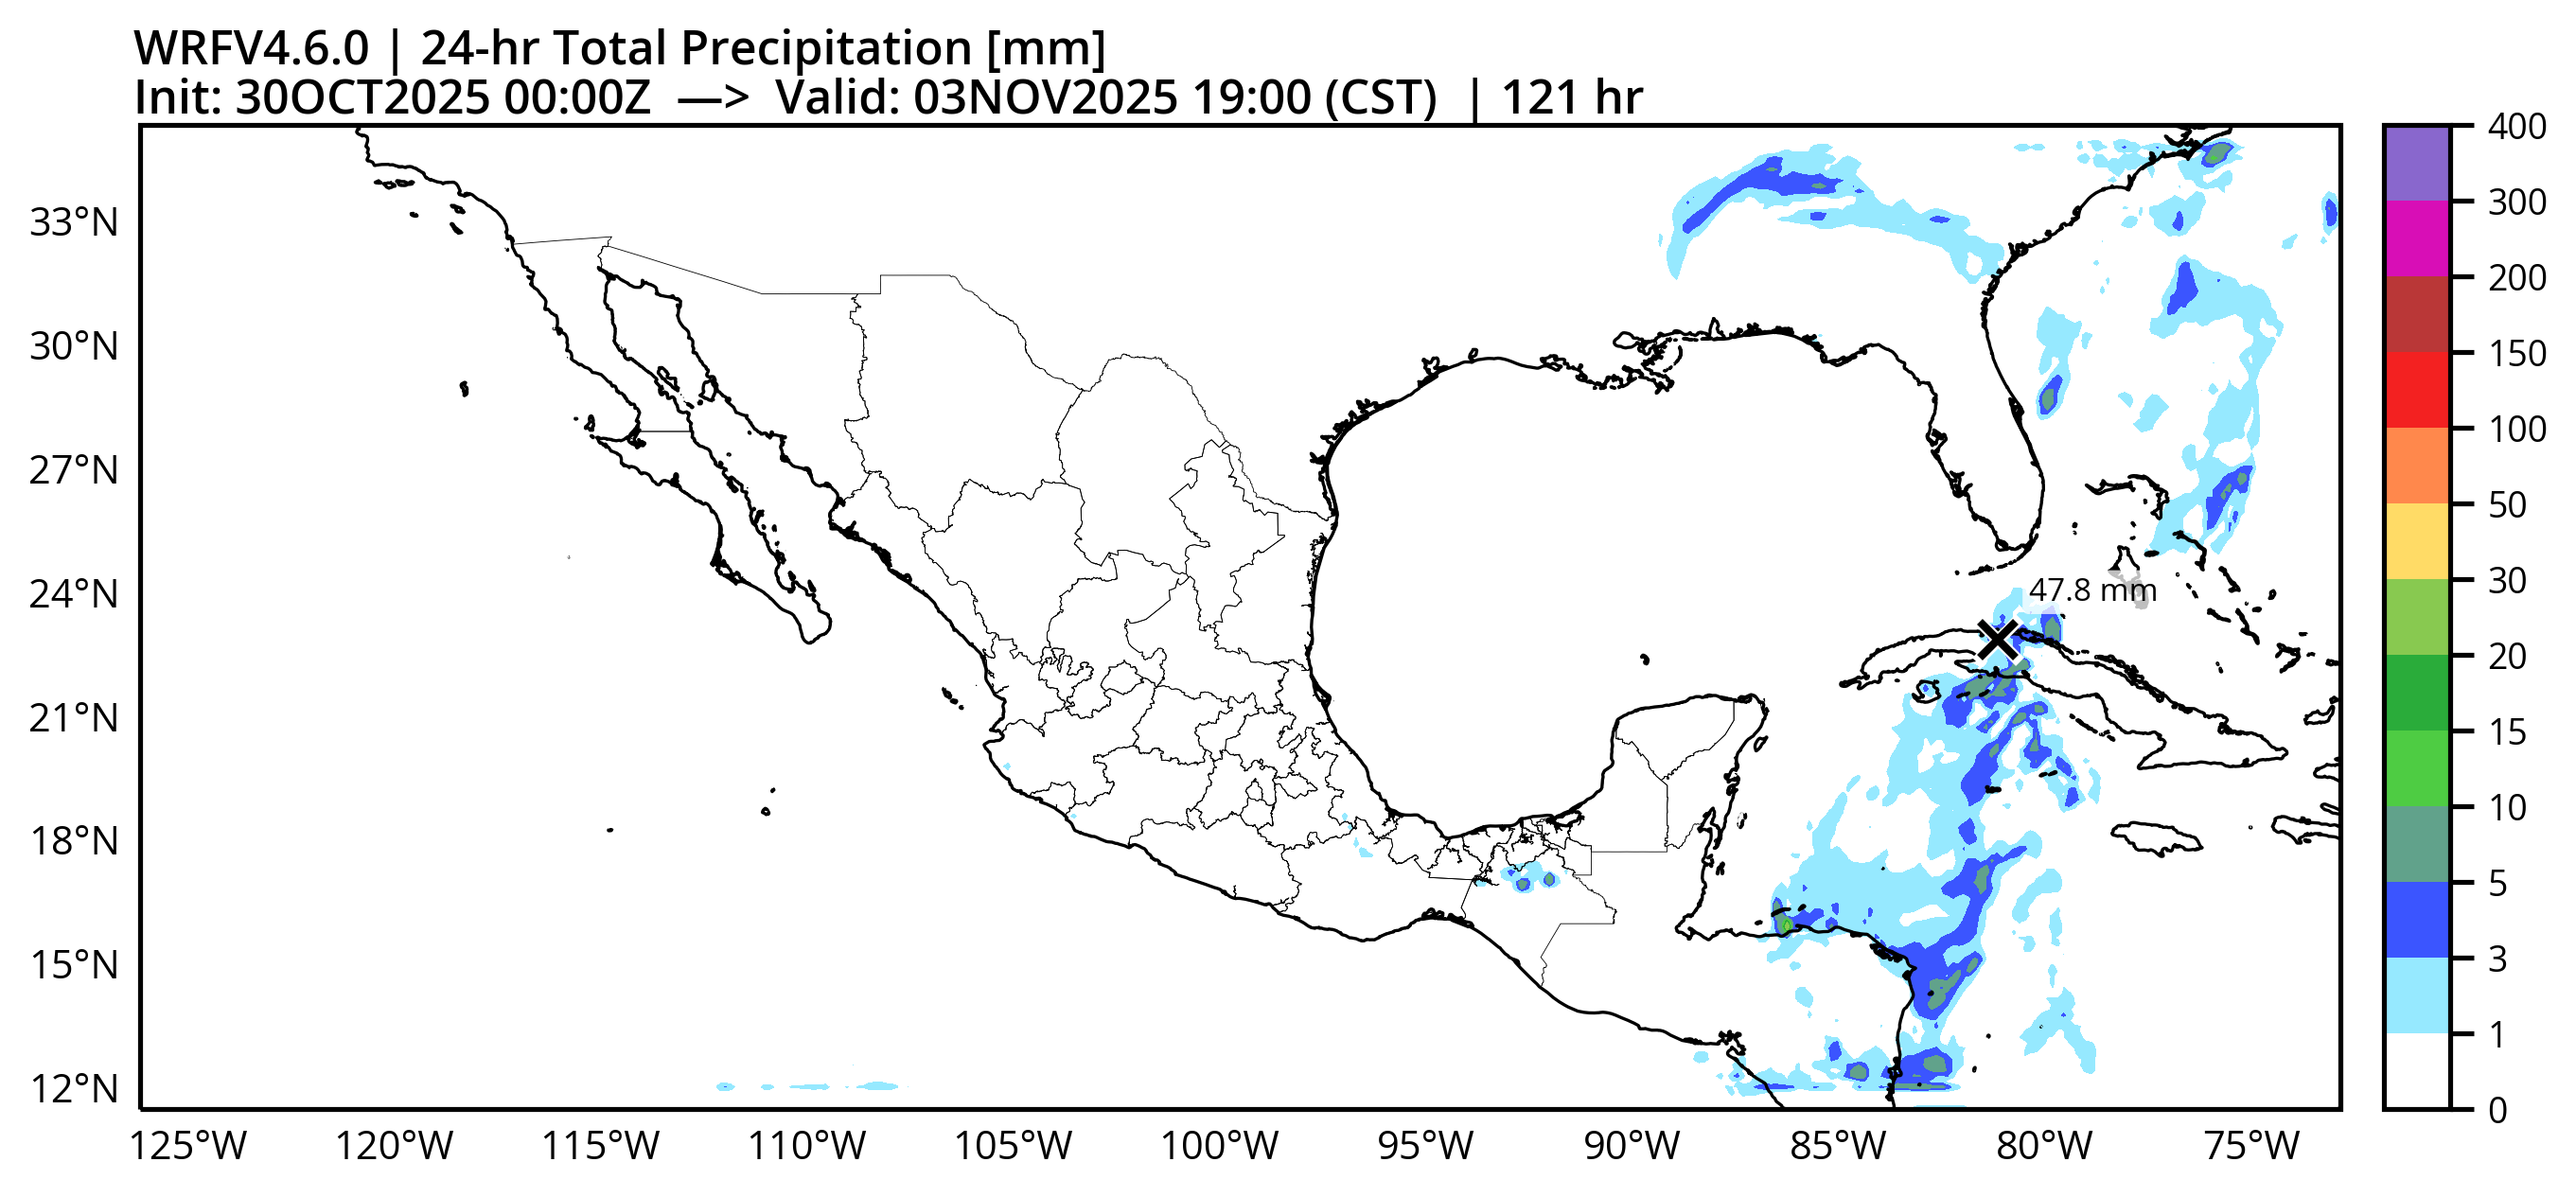 WRFV4.6.0 | 24-hr Total Precipitation [mm]
Init: 30OCT2025 00:00Z —> Valid: 03NOV2025 19:00 (CST) | 121 hr
33°N
30°N
27°N
24°N
21°N
18°N
15°N
12°N
47.8 mm
125°W 120°W 115°W 110°W 105°W 100°W 95°W 90°W 85°W 80°W 75°W
400
300
200
150
100
50
30
20
15
10
5
3
1
0